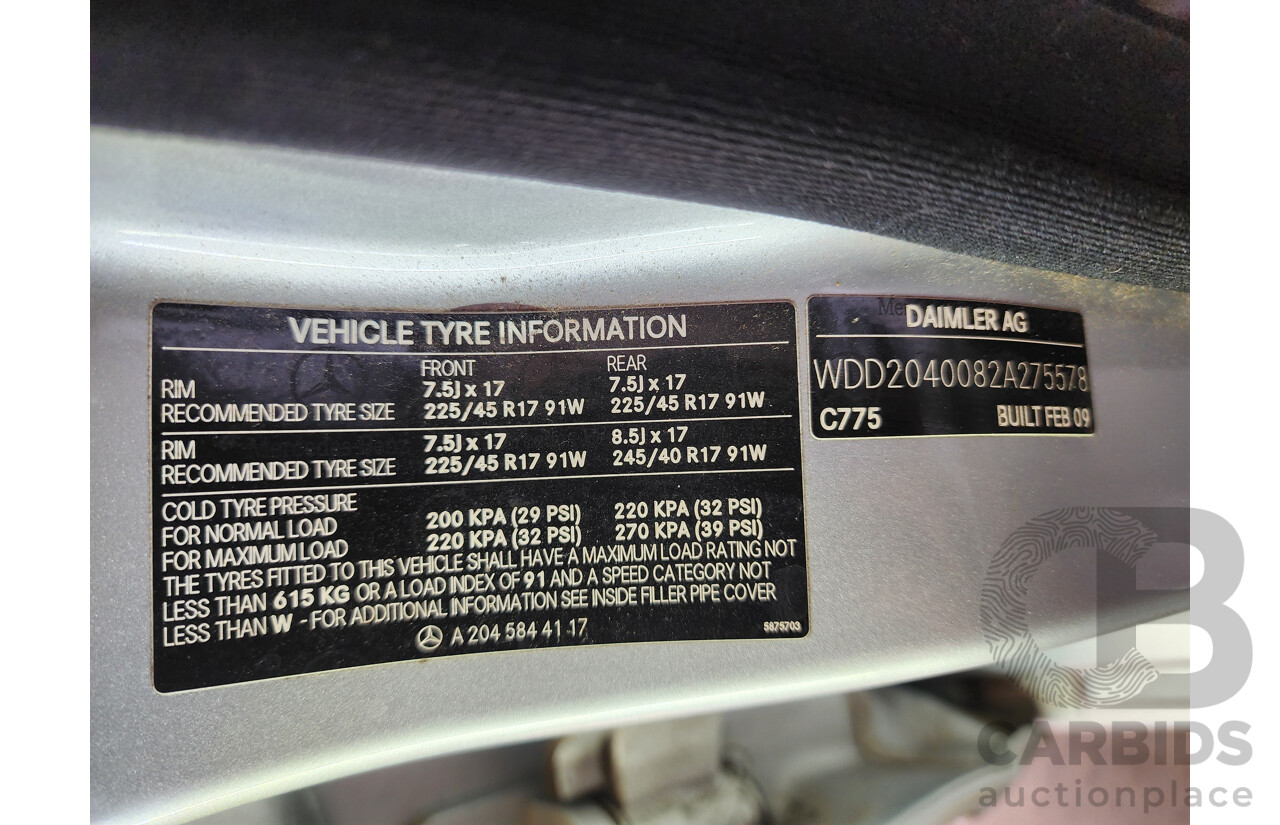 VEHICLE TYRE INFORMATION
FRONT REAR
RIM 7.5J x 17 7.5J x 17
RECOMMENDED TYRE SIZE 225/45 R17 91W 225/45 R17 91W
RIM 7.5J x 17 8.5J x 17
RECOMMENDED TYRE SIZE 225/45 R17 91W 245/40 R17 91W
COLD TYRE PRESSURE
FOR NORMAL LOAD 200 KPA (29 PSI) 220 KPA (32 PSI)
FOR MAXIMUM LOAD 220 KPA (32 PSI) 270 KPA (39 PSI)
THE TYRES FITTED TO THIS VEHICLE SHALL HAVE A MAXIMUM LOAD RATING NOT
LESS THAN 615 KG OR A LOAD INDEX OF 91 AND A SPEED CATEGORY NOT
LESS THAN W - FOR ADDITIONAL INFORMATION SEE INSIDE FILLER PIPE COVER
A 204 584 41 17
5875703
DAIMLER AG
WDD2040082A275578
C775 BUILT FEB 09
CB
CARBIDS
auctionplace